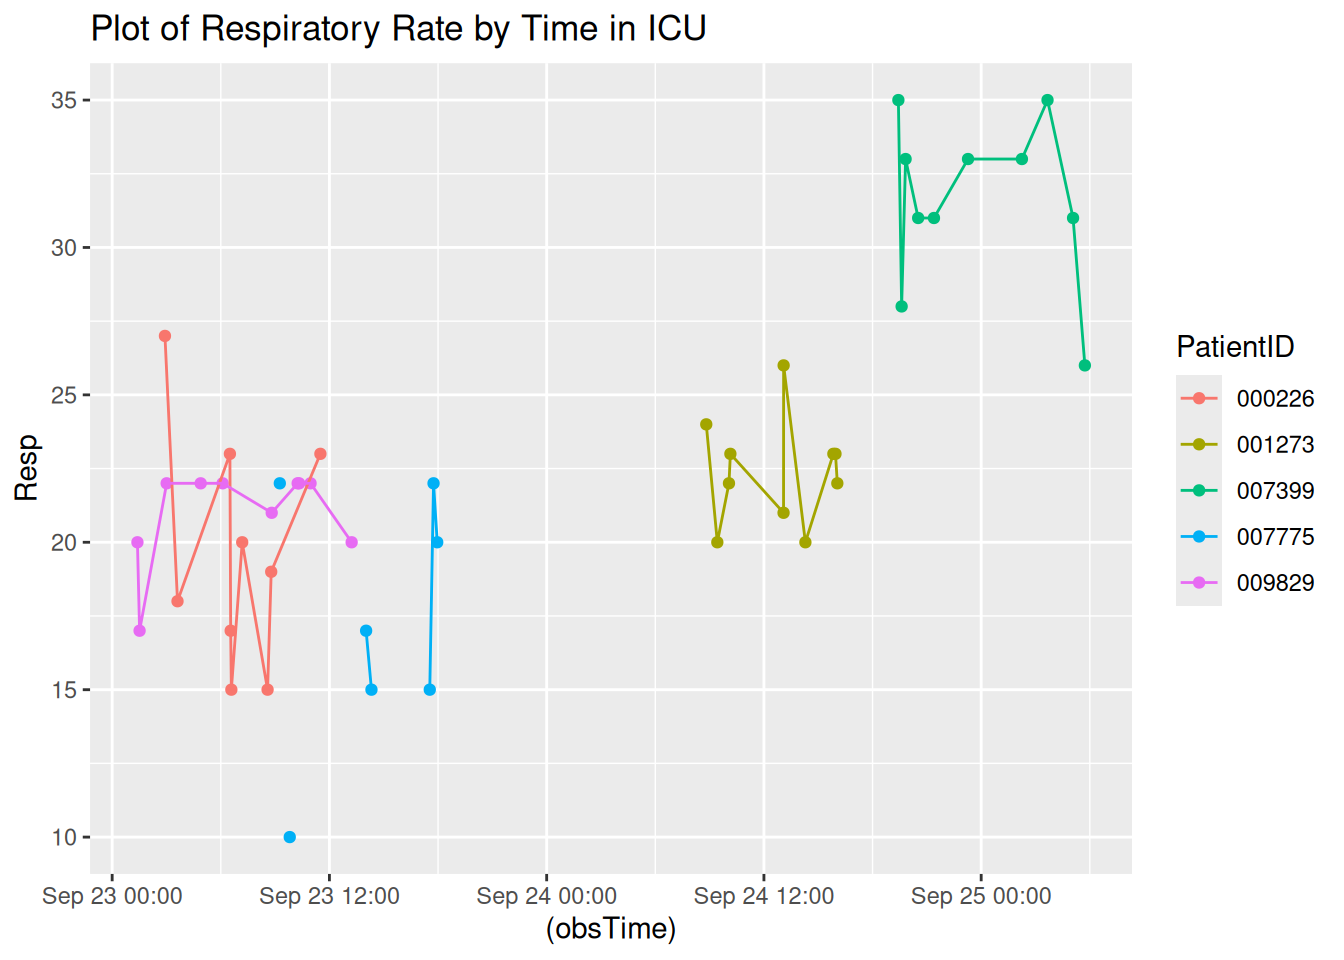 Plot of Respiratory Rate by Time in ICU
Resp
35
30
25
20
15
10
Sep 23 00:00 Sep 23 12:00 Sep 24 00:00 Sep 24 12:00 Sep 25 00:00
(obsTime)
PatientID
000226
001273
007399
007775
009829